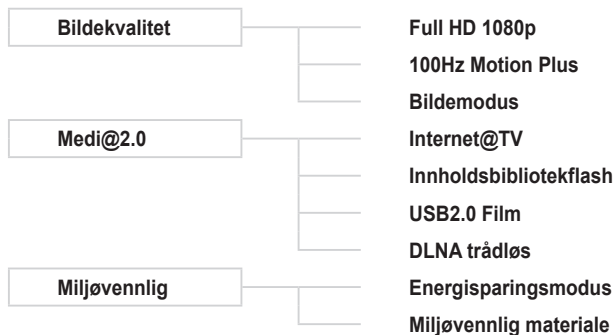 Bildekvalitet
Full HD 1080p
100Hz Motion Plus
Bildemodus
Medi@2.0
Internet@TV
Innholdsbibliotekflash
USB2.0 Film
DLNA trådløs
Miljøvennlig
Energisparingsmodus
Miljøvennlig materiale